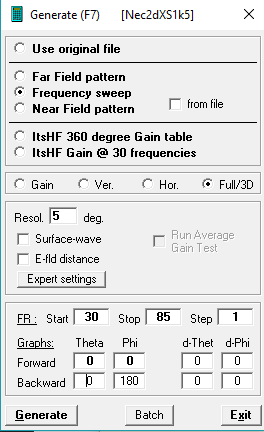 Generate (F7) [Nec2dXS1k5]
Use original file
Far Field pattern
Frequency sweep
Near Field pattern
from file
ItsHF 360 degree Gain table
ItsHF Gain @ 30 frequencies
Gain Ver. Hor. Full/3D
Resol. 5 deg.
Surface-wave
Run Average
Gain Test
E-fld distance
Expert settings
FR : Start 30 Stop 85 Step 1
Graphs: Theta Phi d-Thet d-Phi
Forward 0 0 0 0
Backward 0 180 0 0
Generate Batch Exit